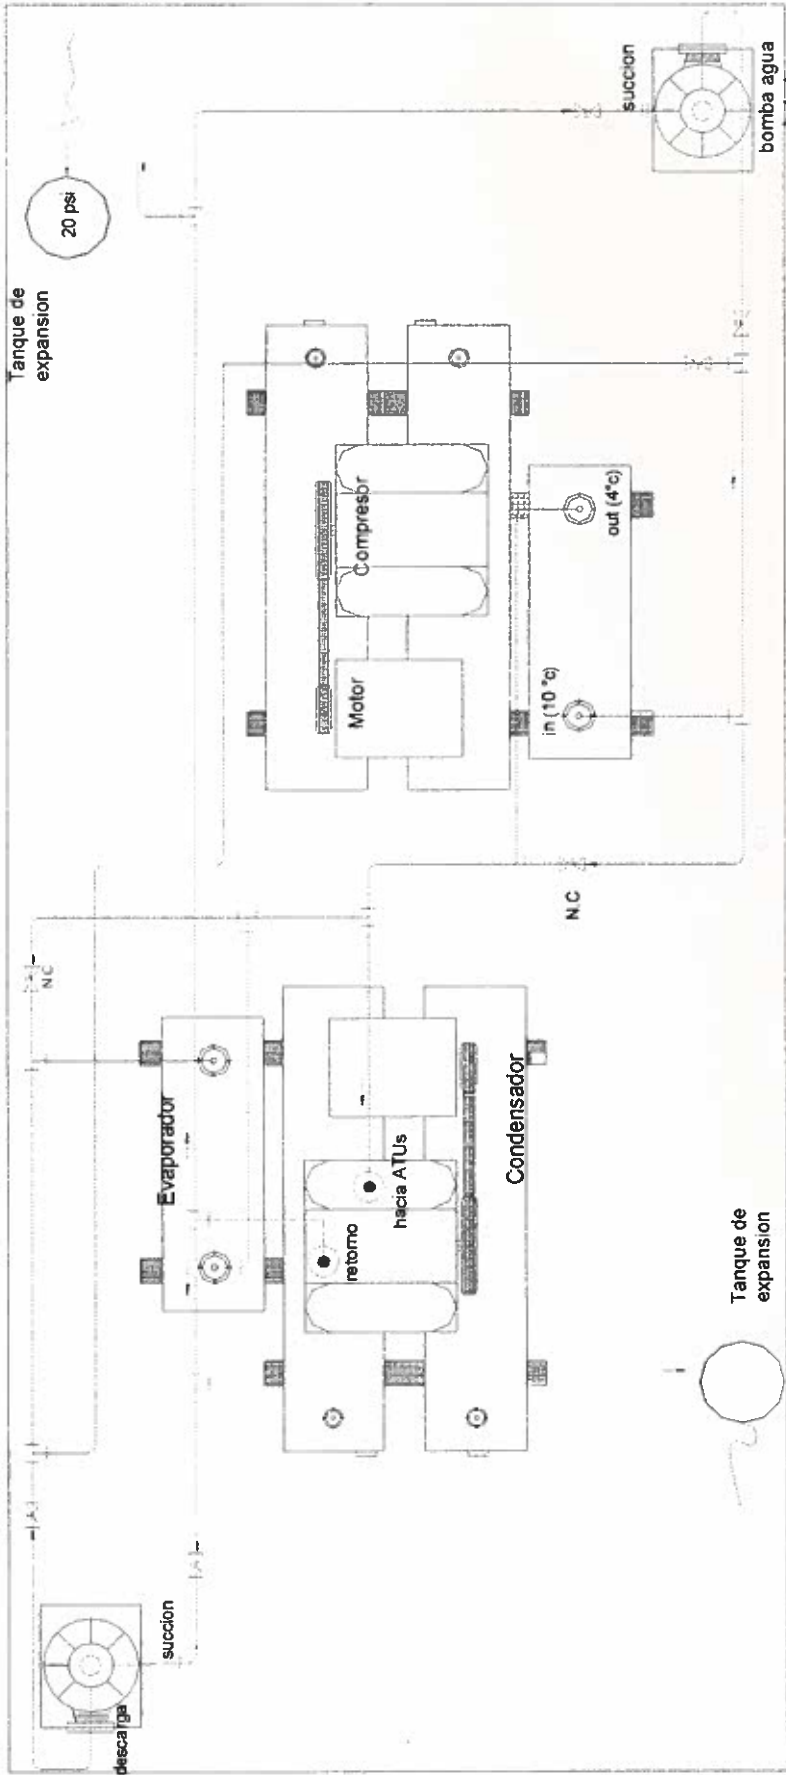 Tanque de
expansion
20 psi
succion
bomba agua
Compresor
Motor
out (4°c)
in (10 °c)
N.C
N.C
Evaporador
Condensador
hacia ATUs
retorno
Tanque de
expansion
succion
descarga